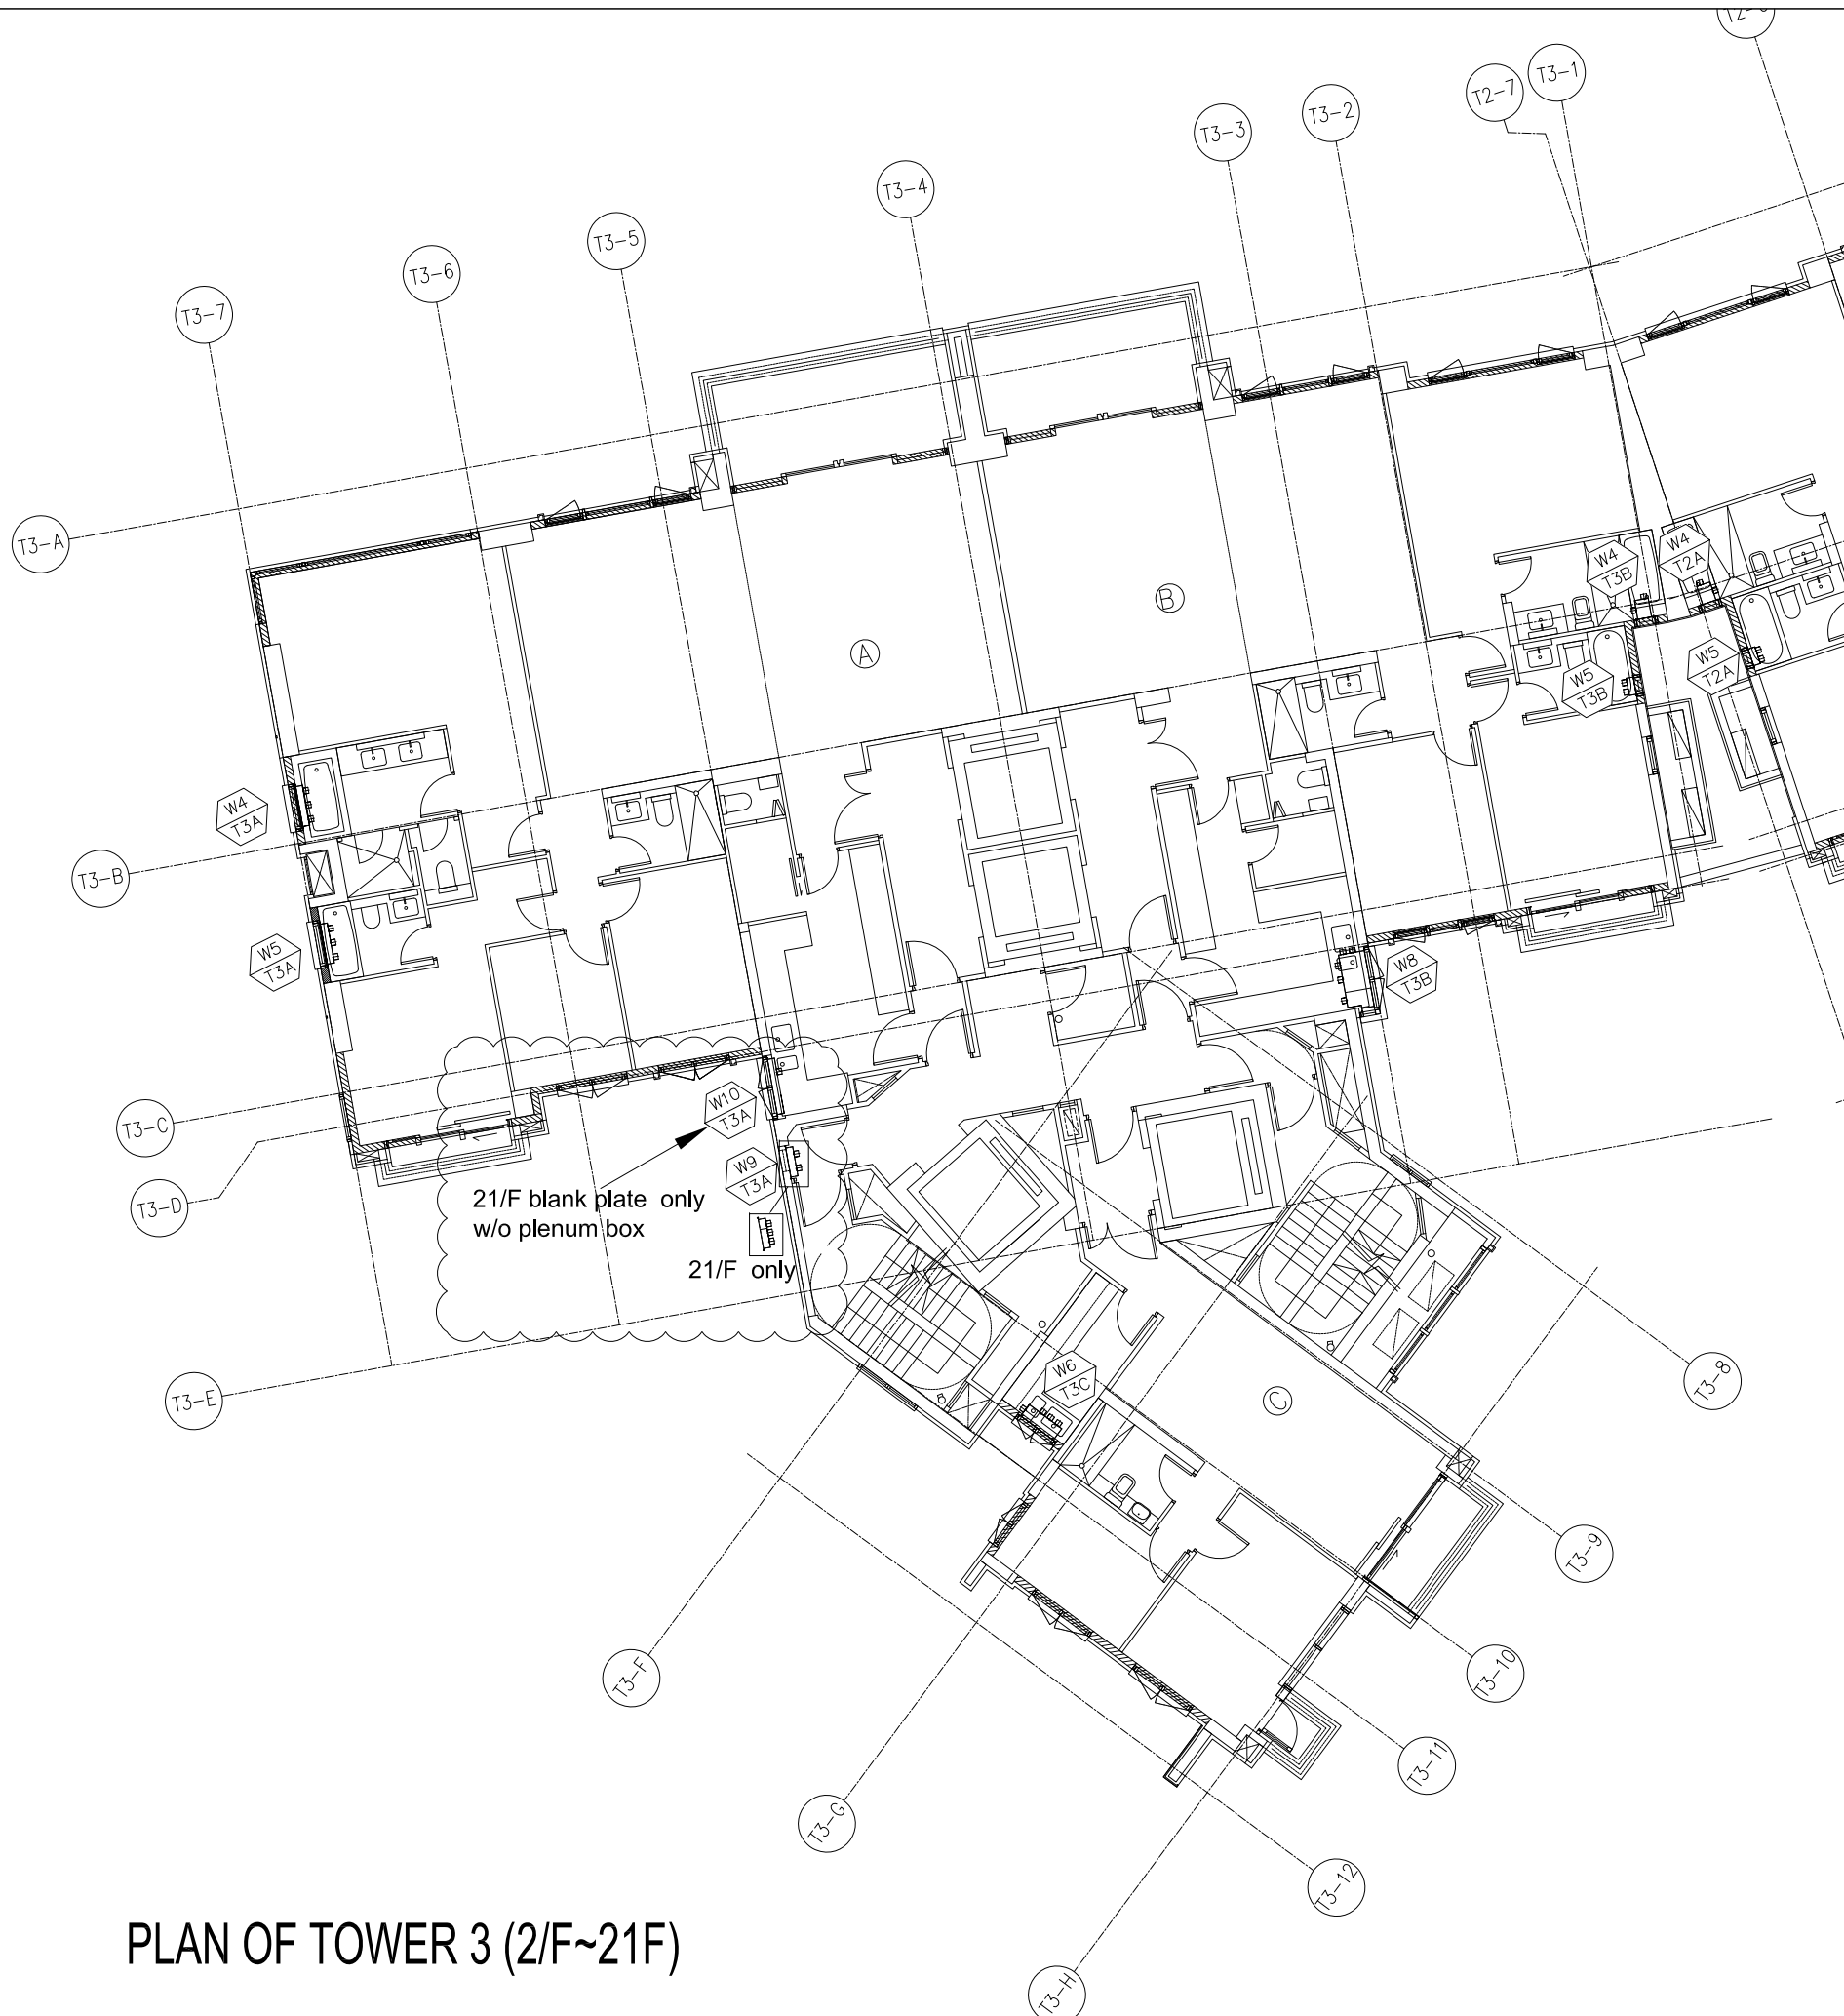 T3-1
T2-7
T3-2
T3-3
T3-4
T3-5
T3-6
T3-7
T3-A
W4
T3B
W4
T2A
B
A
W5
T3B
W5
T2A
W4
T3A
T3-B
W5
T3A
W8
T3B
T3-C
W10
T3A
W9
T3A
T3-D
21/F blank plate only
w/o plenum box
21/F only
T3-E
W6
T3C
C
T3-8
T3-9
T3-F
T3-10
T3-11
T3-G
T3-12
T3-H
PLAN OF TOWER 3 (2/F~21F)